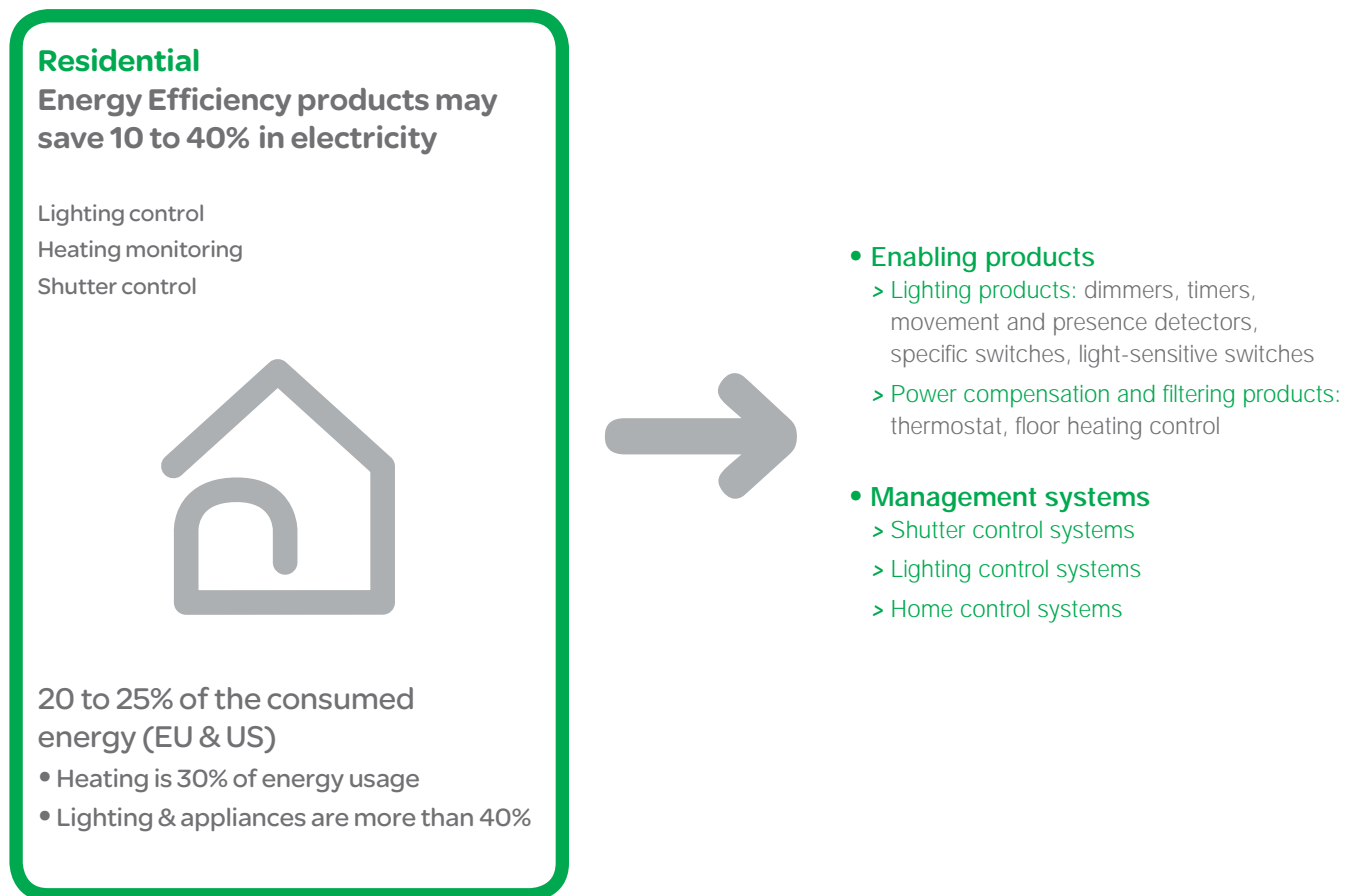 Residential
Energy Efficiency products may
save 10 to 40% in electricity
Lighting control
Heating monitoring
Shutter control
20 to 25% of the consumed
energy (EU & US)
• Heating is 30% of energy usage
• Lighting & appliances are more than 40%
• Enabling products
> Lighting products: dimmers, timers,
movement and presence detectors,
specific switches, light-sensitive switches
> Power compensation and filtering products:
thermostat, floor heating control
• Management systems
> Shutter control systems
> Lighting control systems
> Home control systems